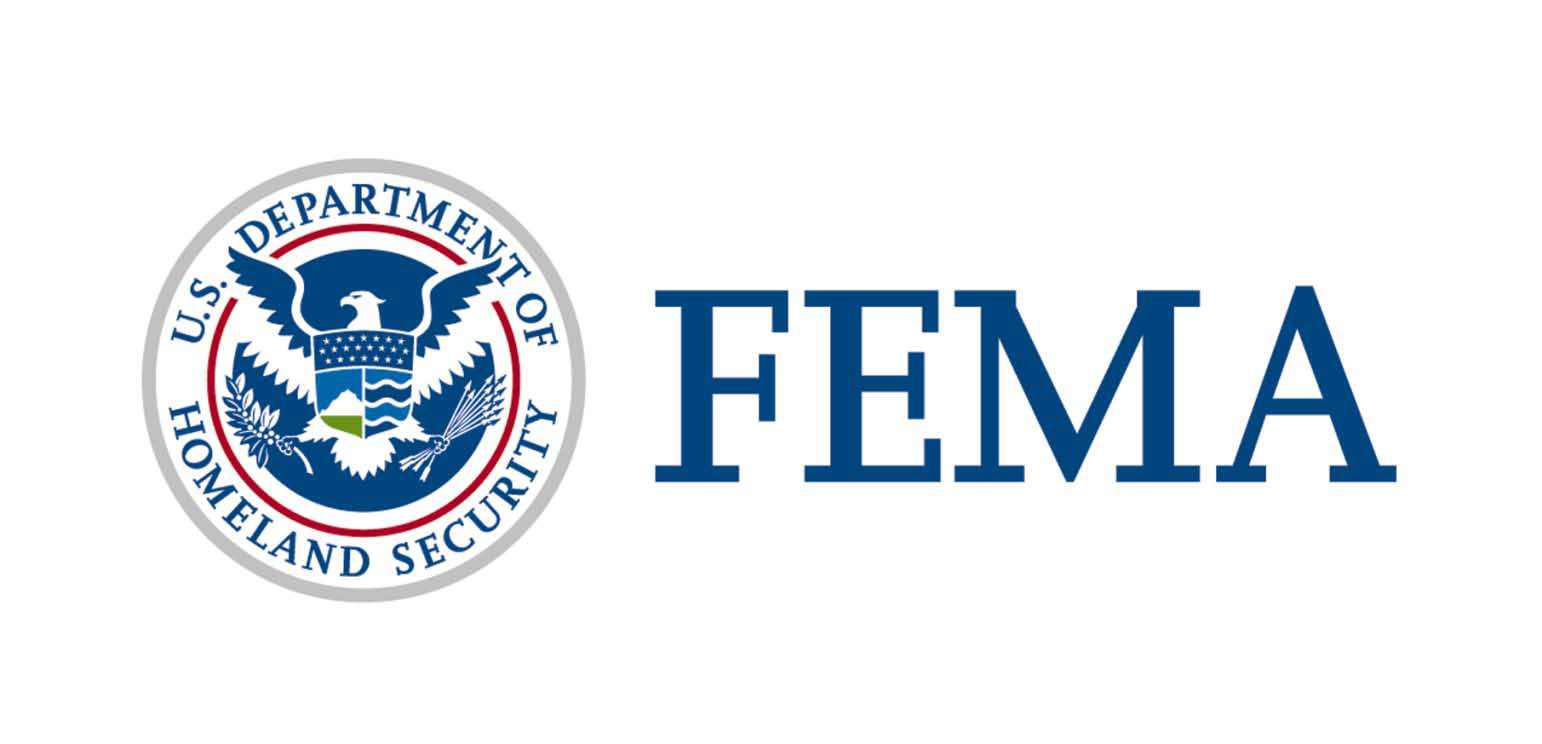 U.S. DEPARTMENT OF
HOMELAND SECURITY
FEMA